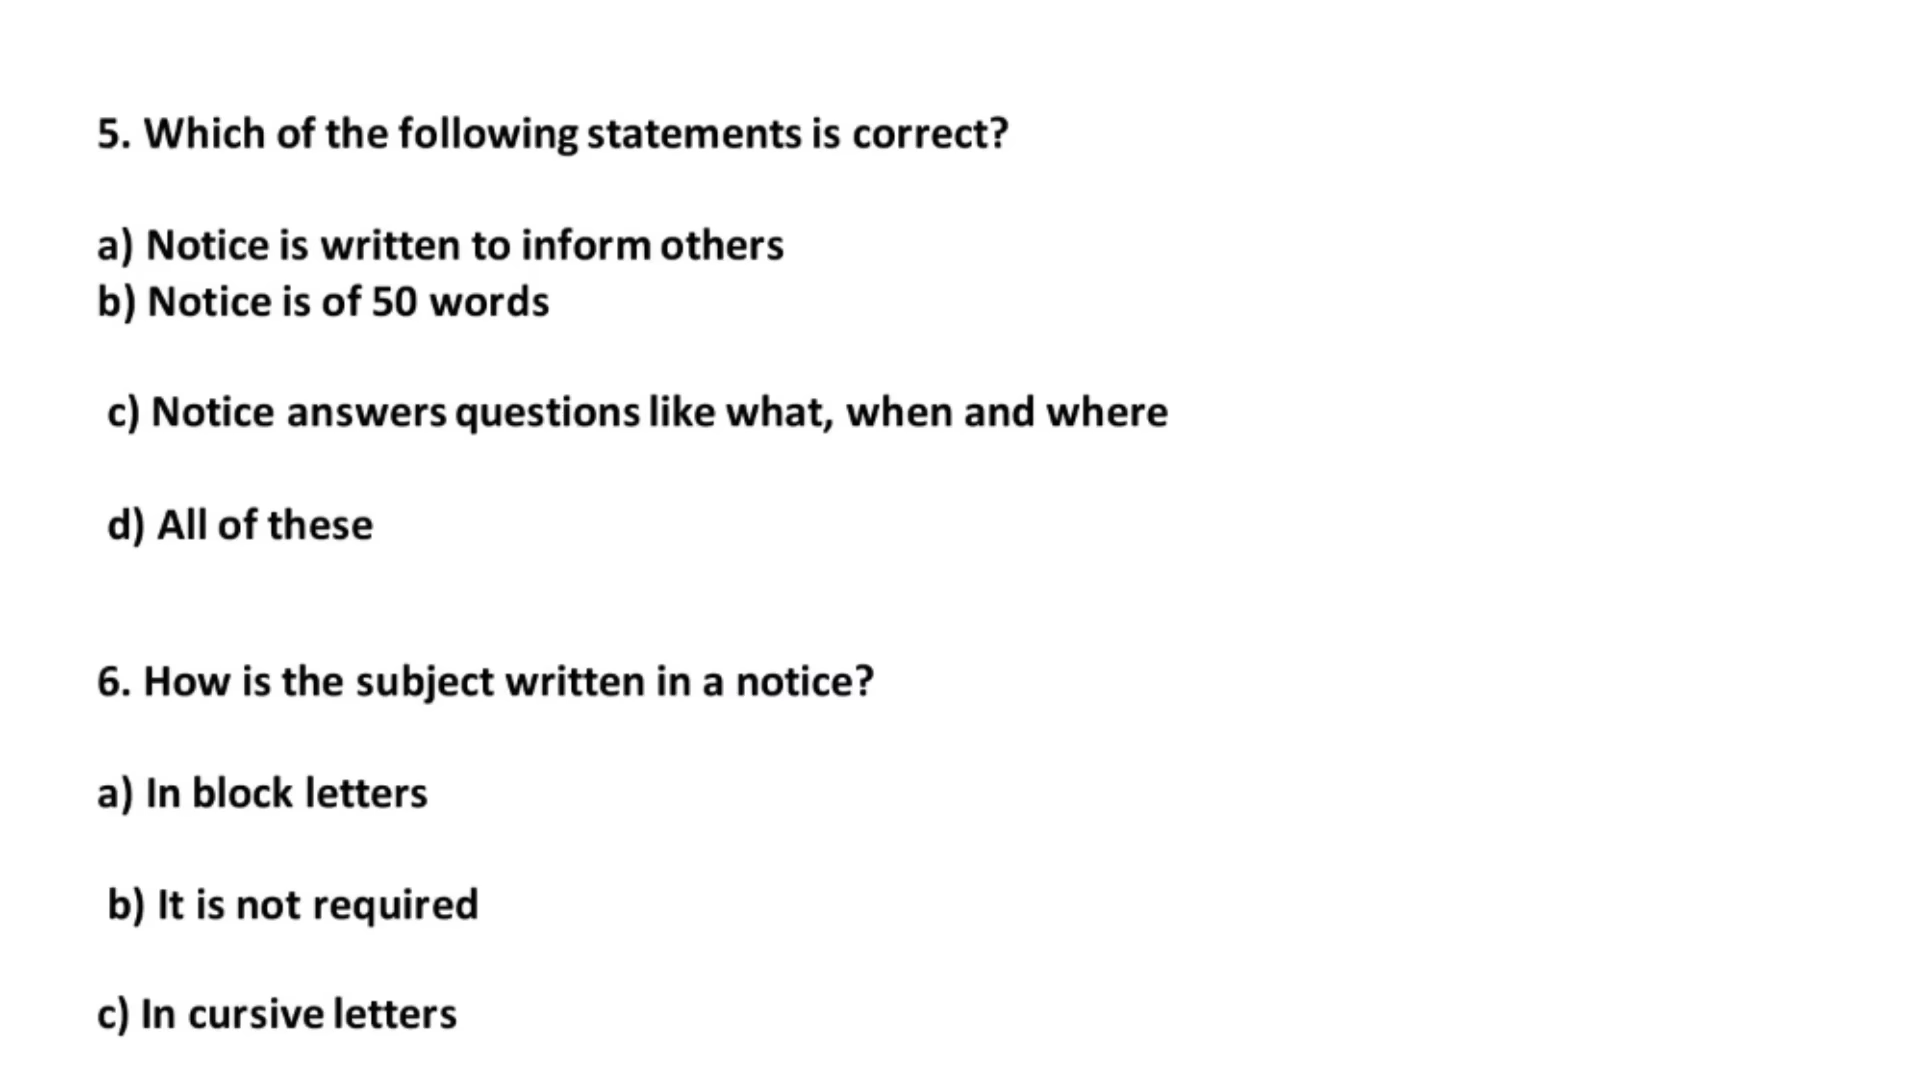 5. Which of the following statements is correct?
a) Notice is written to inform others
b) Notice is of 50 words
c) Notice answers questions like what, when and where
d) All of these
6. How is the subject written in a notice?
a) In block letters
b) It is not required
c) In cursive letters